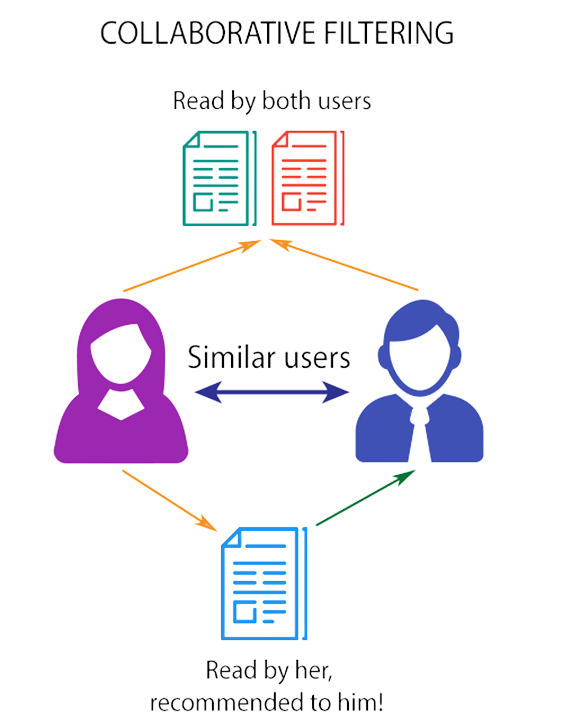 COLLABORATIVE FILTERING
Read by both users
Similar users
Read by her,
recommended to him!